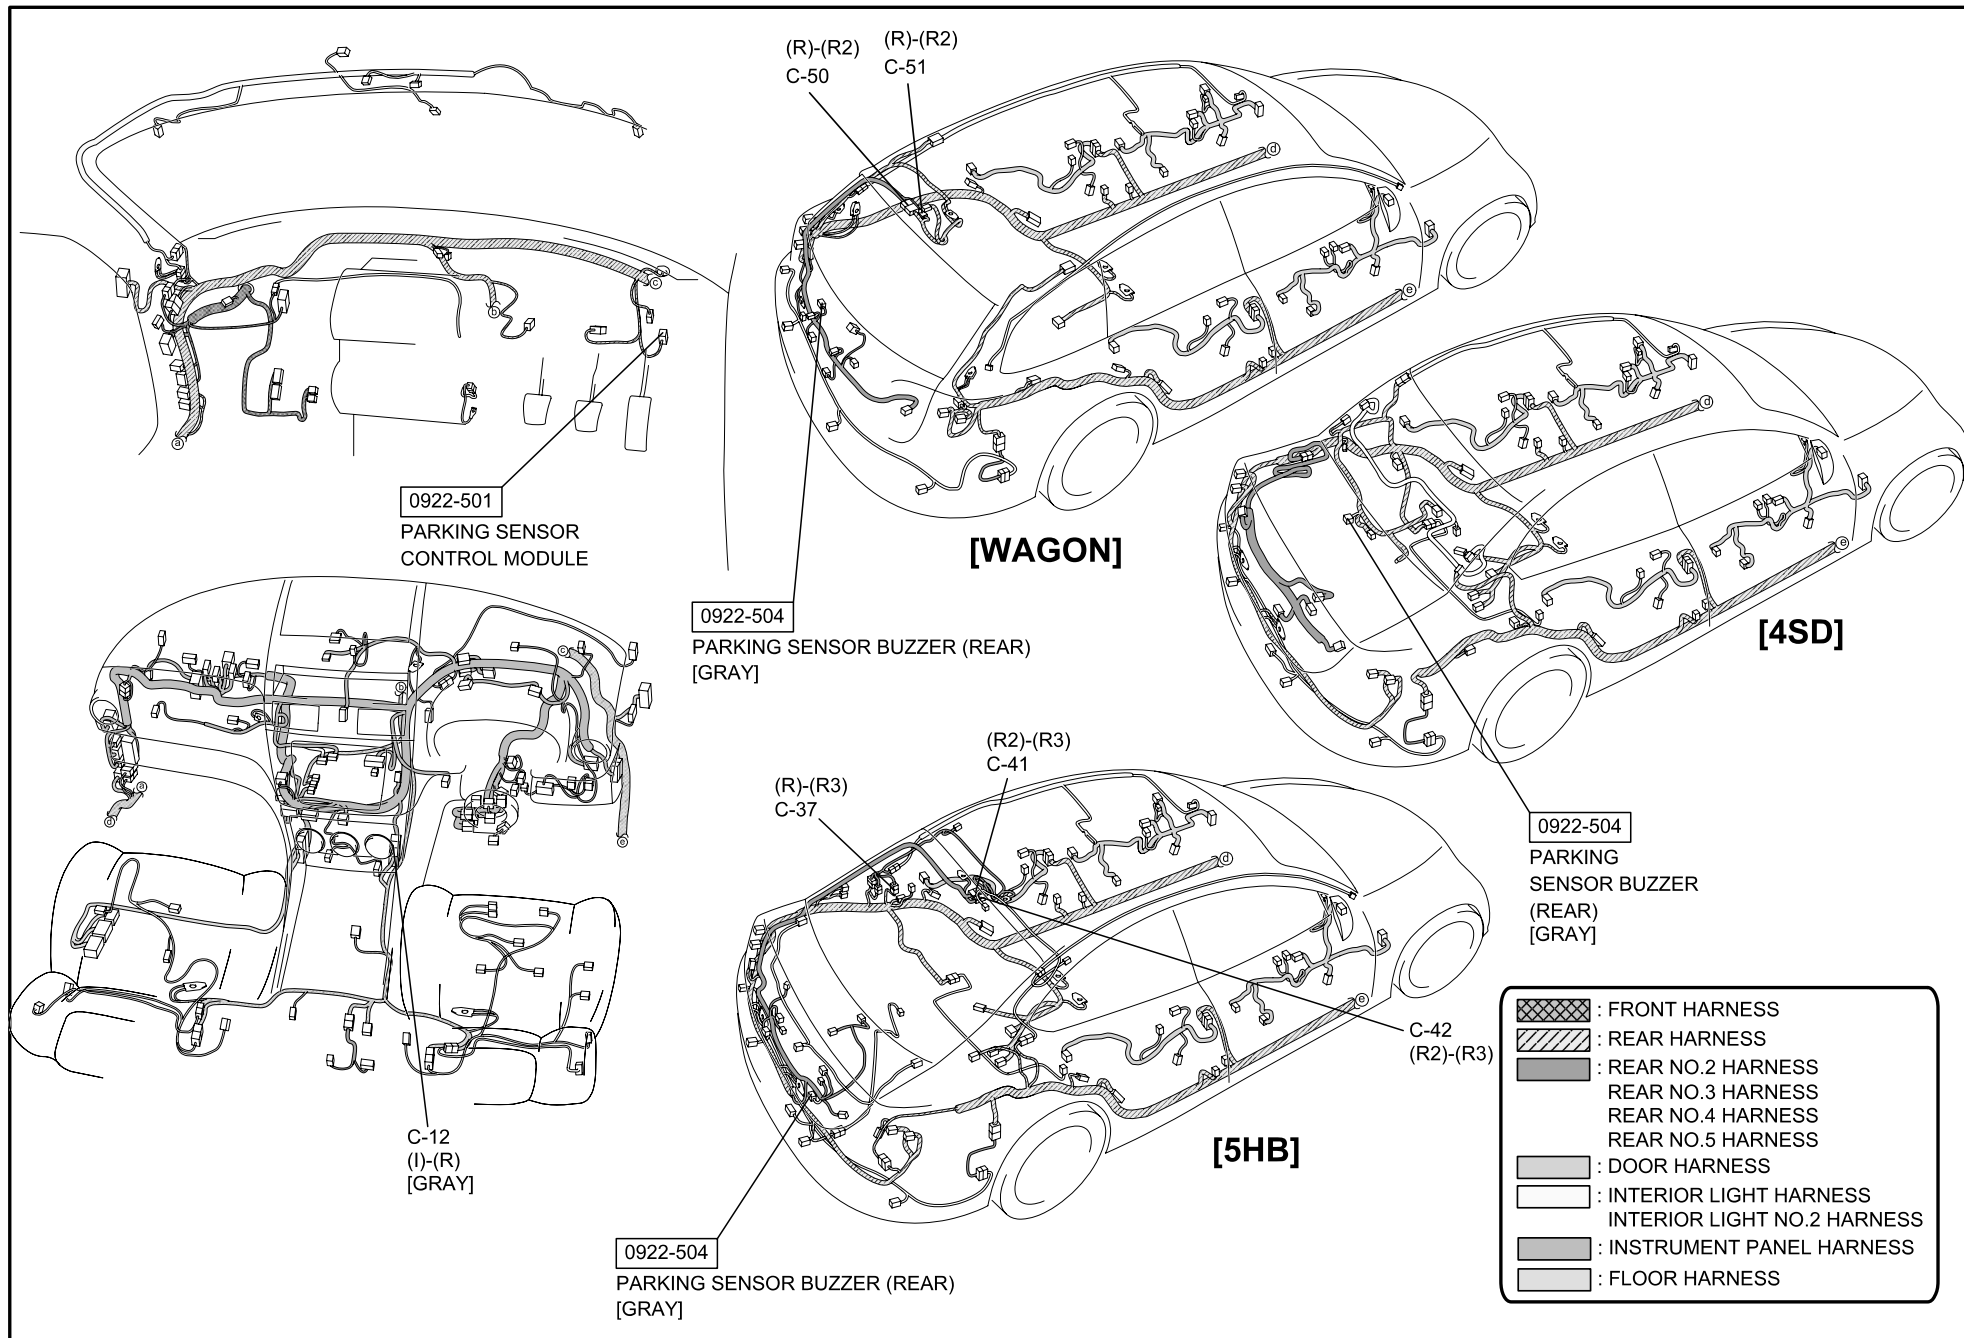 (R)-(R2)
C-50
(R)-(R2)
C-51
d
e
c
b
a
0922-501
PARKING SENSOR
CONTROL MODULE
[WAGON]
0922-504
PARKING SENSOR BUZZER (REAR)
[GRAY]
d
e
[4SD]
0922-504
PARKING
SENSOR BUZZER
(REAR)
[GRAY]
c
b
a
d
e
C-12
(I)-(R)
[GRAY]
(R2)-(R3)
C-41
(R)-(R3)
C-37
d
e
C-42
(R2)-(R3)
[5HB]
0922-504
PARKING SENSOR BUZZER (REAR)
[GRAY]
: FRONT HARNESS
: REAR HARNESS
: REAR NO.2 HARNESS
REAR NO.3 HARNESS
REAR NO.4 HARNESS
REAR NO.5 HARNESS
: DOOR HARNESS
: INTERIOR LIGHT HARNESS
INTERIOR LIGHT NO.2 HARNESS
: INSTRUMENT PANEL HARNESS
: FLOOR HARNESS